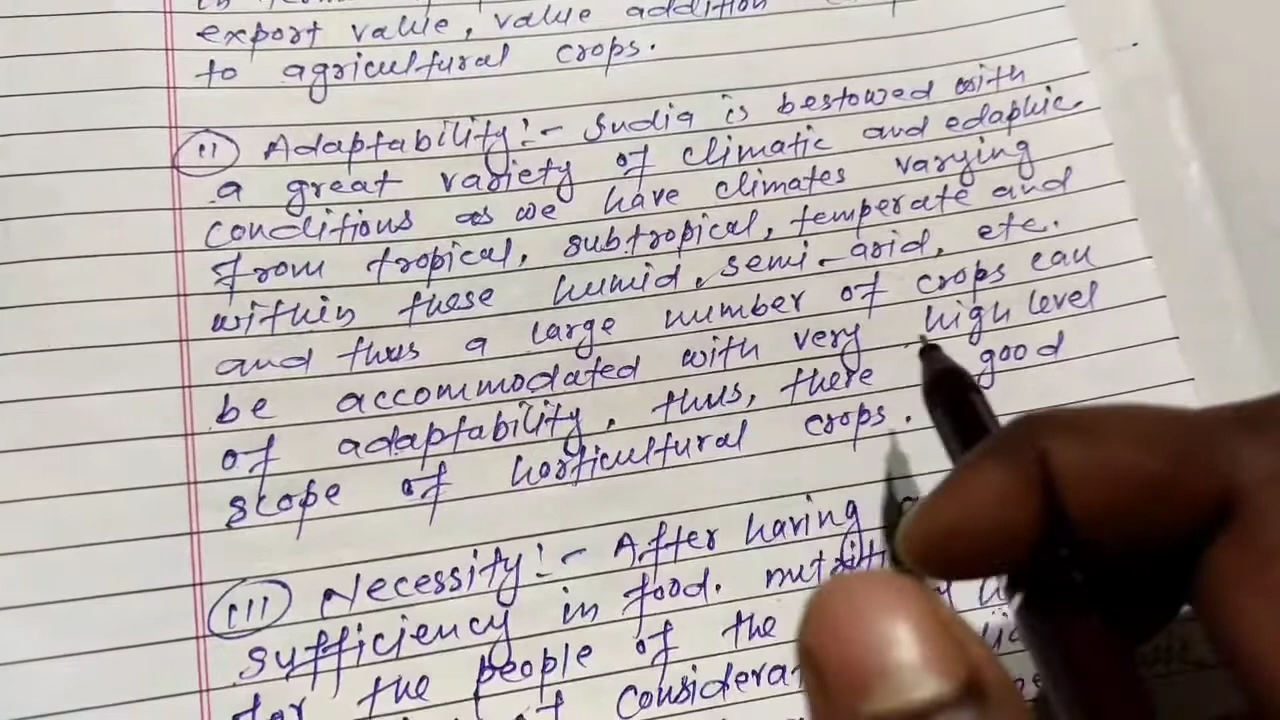 export value, value addition
to agricultural crops.
(II) Adaptability:- India is bestowed with
a great variety of climatic and edaphic
conditions as we have climates varying
from tropical, subtropical, temperate and
within these humid, semi-arid, etc.
and thus a large number of crops can
be accommodated with very high level
of adaptability. thus, there good
scope of horticultural crops.
(III) Necessity:- After having
sufficiency in food.
for the people of the